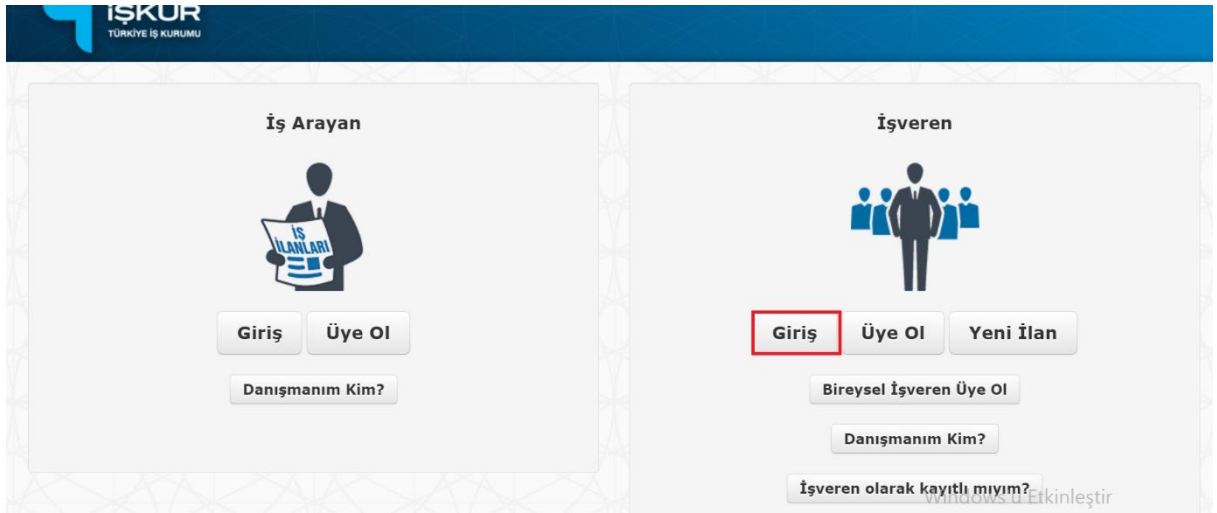 İŞKUR
TÜRKİYE İŞ KURUMU
İş Arayan
İŞ
İLANLARI
Giriş Üye Ol
Danışmanım Kim?
İşveren
Giriş Üye Ol Yeni İlan
Bireysel İşveren Üye Ol
Danışmanım Kim?
İşveren olarak kayıtlı mıyım?
Windows'u Etkinleştir